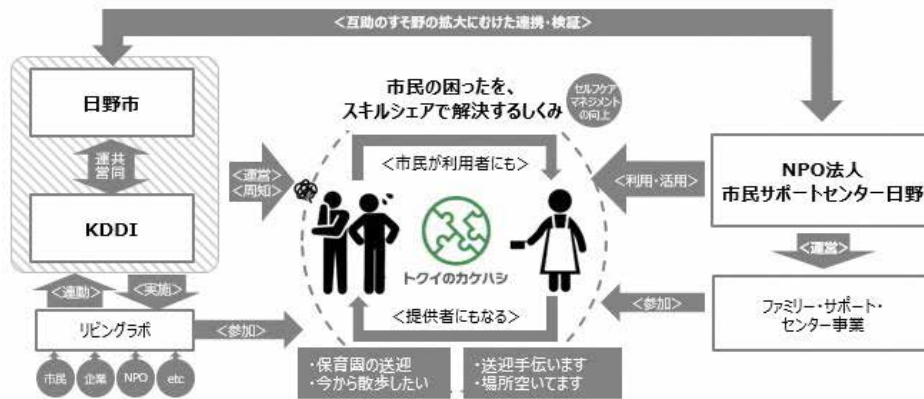 <互助のすそ野の拡大にむけた連携・検証>
日野市
共同
運営
KDDI
<連動>
<実施>
リビングラボ
市民
企業
NPO
etc
<運営>
<周知>
<参加>
市民の困ったを、
スキルシェアで解決するしくみ
セルフケア
マネジメント
の向上
<市民が利用者にも>
トクイのカケハシ
<提供者にもなる>
・保育園の送迎
・今から散歩したい
・送迎手伝います
・場所空いてます
<利用・活用>
NPO法人
市民サポートセンター日野
<運営>
<参加>
ファミリー・サポート・
センター事業